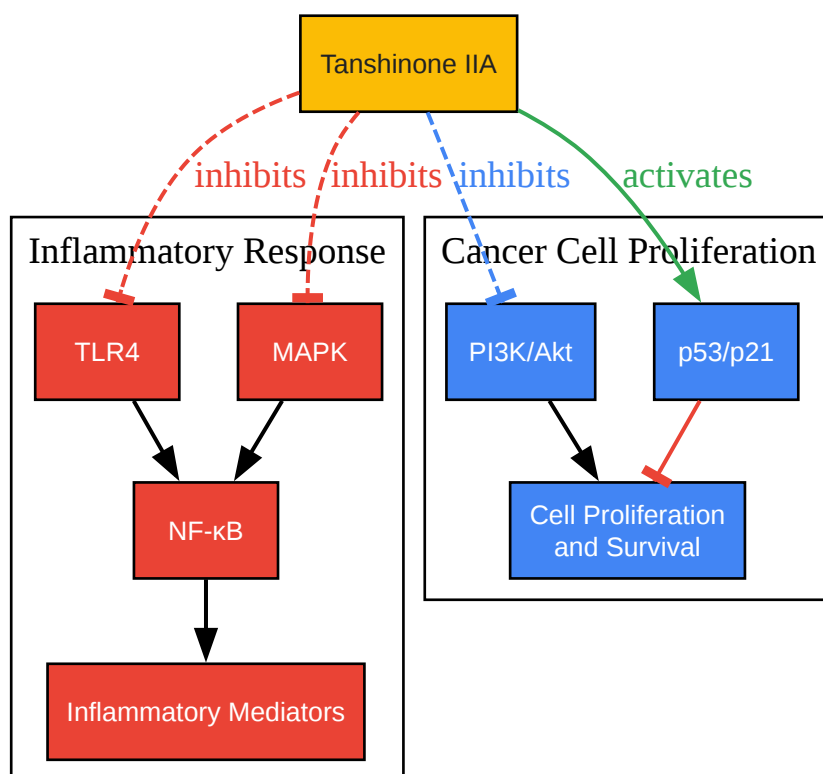 Tanshinone IIA
inhibits
inhibits
inhibits
activates
Inflammatory Response
Cancer Cell Proliferation
TLR4
MAPK
PI3K/Akt
p53/p21
NF-κB
Cell Proliferation
and Survival
Inflammatory Mediators